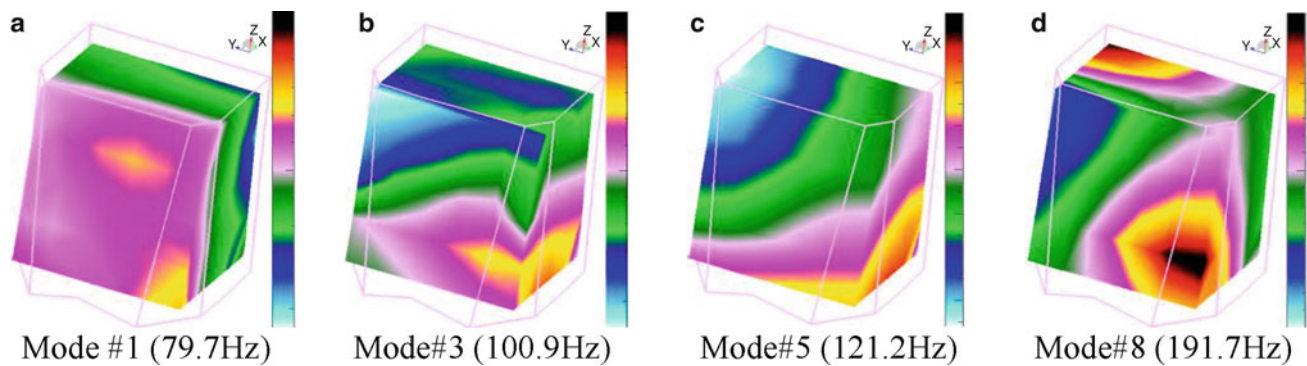 a
Z
Y X
b
Z
Y X
c
Z
Y X
d
Z
Y X
Mode #1 (79.7Hz)
Mode#3 (100.9Hz)
Mode#5 (121.2Hz)
Mode#8 (191.7Hz)